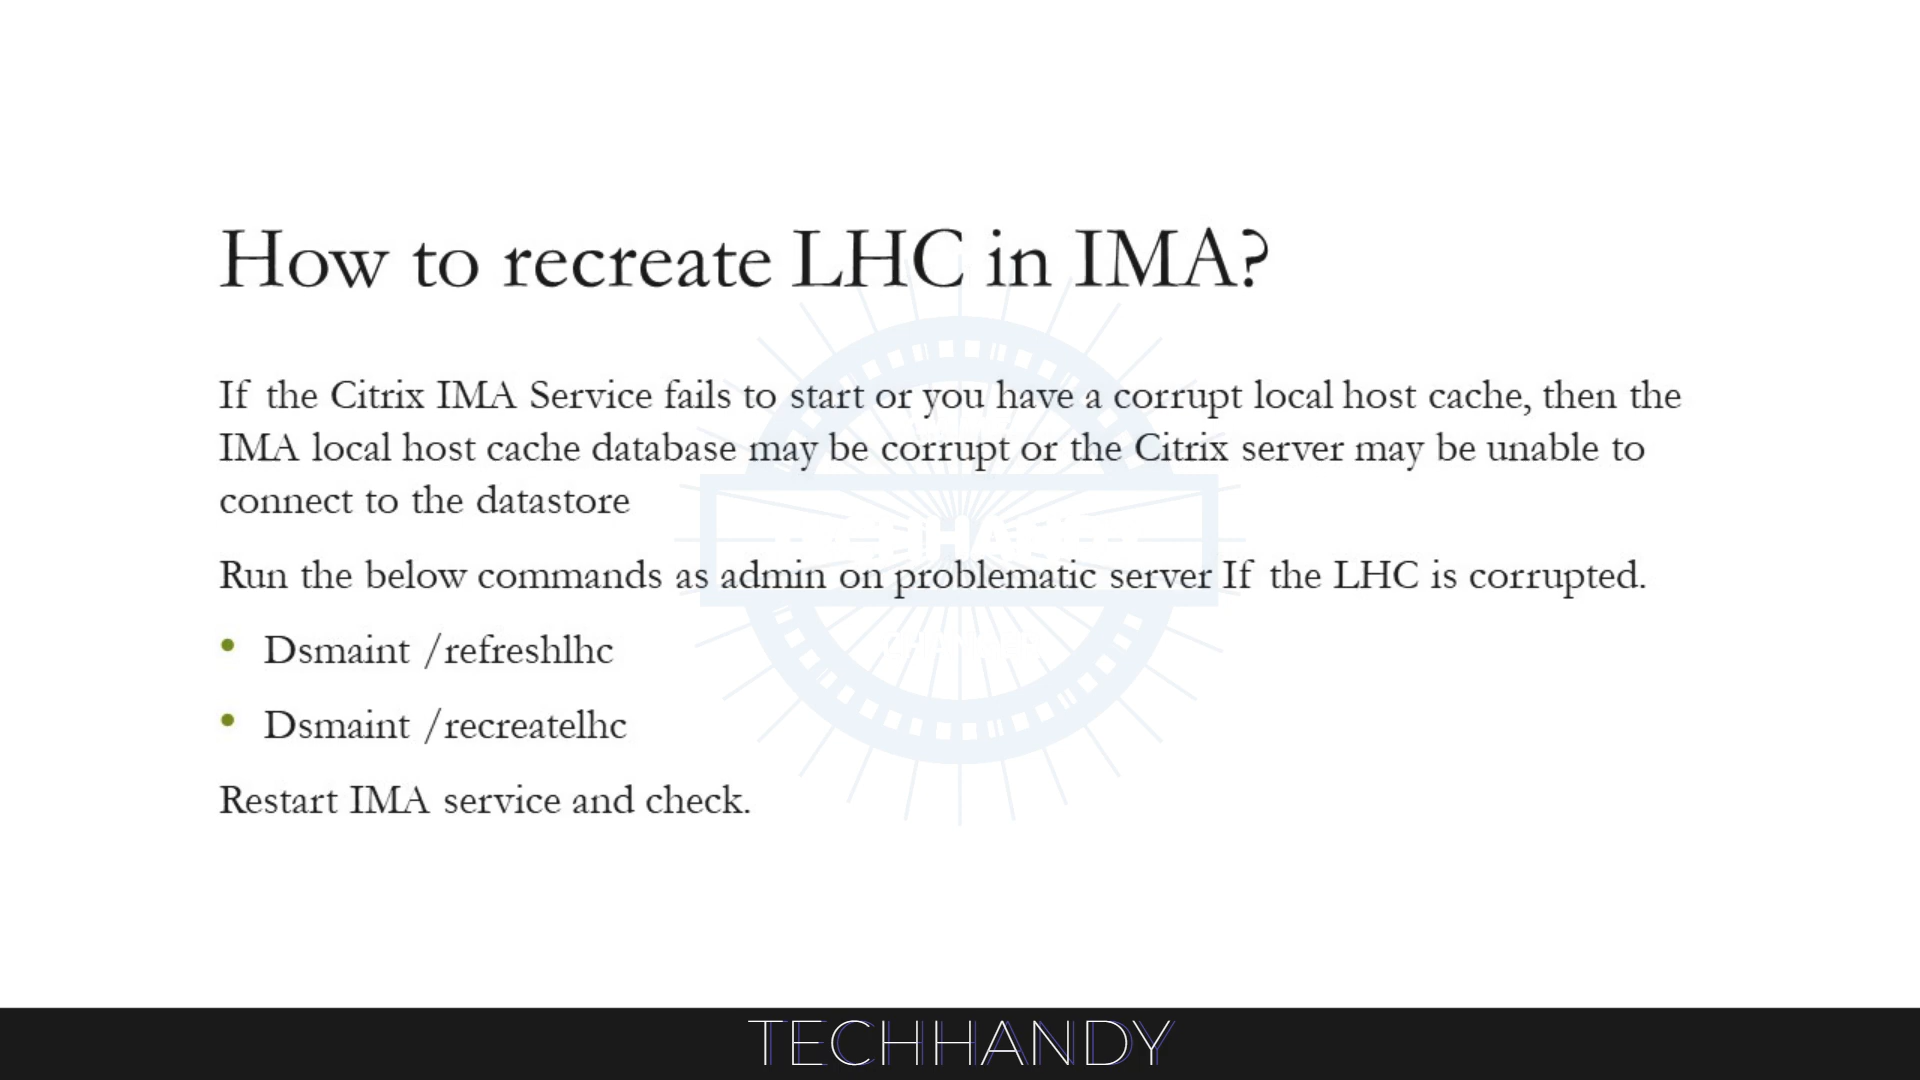 How to recreate LHC in IMA?
If the Citrix IMA Service fails to start or you have a corrupt local host cache, then the
IMA local host cache database may be corrupt or the Citrix server may be unable to
connect to the datastore
TECHHANDY
Run the below commands as admin on problematic server If the LHC is corrupted.
• Dsmaint /refreshlhc
• Dsmaint /recreatelhc
Restart IMA service and check.
TECHHANDY